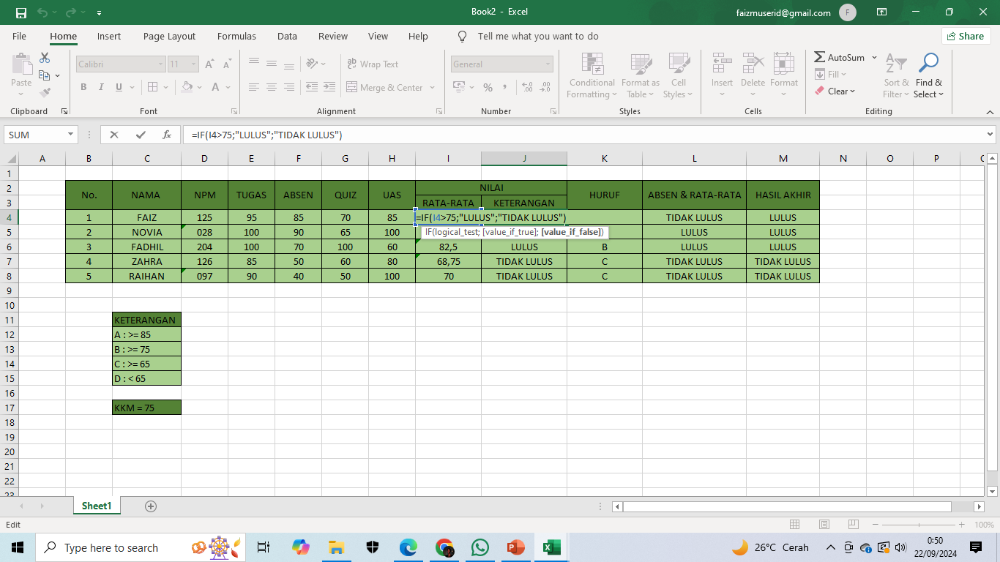 Book2 - Excel
faizmuserid@gmail.com F
File Home Insert Page Layout Formulas Data Review View Help Tell me what you want to do Share
Paste
Calibri 11 A A
B I U A
Wrap Text
Merge & Center
General
% , .00 .00
Conditional Formatting
Format as Table
Cell Styles
Insert Delete Format
AutoSum
Fill
Clear
Sort & Filter
Find & Select
Clipboard Font Alignment Number Styles Cells Editing
SUM fx =IF(I4>75;"LULUS";"TIDAK LULUS")
A B C D E F G H I J K L M N O P
1
2 No. NAMA NPM TUGAS ABSEN QUIZ UAS NILAI HURUF ABSEN & RATA-RATA HASIL AKHIR
3 RATA-RATA KETERANGAN
4 1 FAIZ 125 95 85 70 85 =IF(I4>75;"LULUS";"TIDAK LULUS") TIDAK LULUS LULUS
5 2 NOVIA 028 100 90 65 100 IF(logical_test; [value_if_true]; [value_if_false]) LULUS LULUS
6 3 FADHIL 204 100 70 100 60 82,5 LULUS B LULUS LULUS
7 4 ZAHRA 126 85 50 60 80 68,75 TIDAK LULUS C TIDAK LULUS TIDAK LULUS
8 5 RAIHAN 097 90 40 50 100 70 TIDAK LULUS C TIDAK LULUS TIDAK LULUS
9
10
11 KETERANGAN
12 A : >= 85
13 B : >= 75
14 C : >= 65
15 D : < 65
16
17 KKM = 75
18
19
20
21
22
Sheet1
Edit 100%
Type here to search 26°C Cerah 0:50
22/09/2024